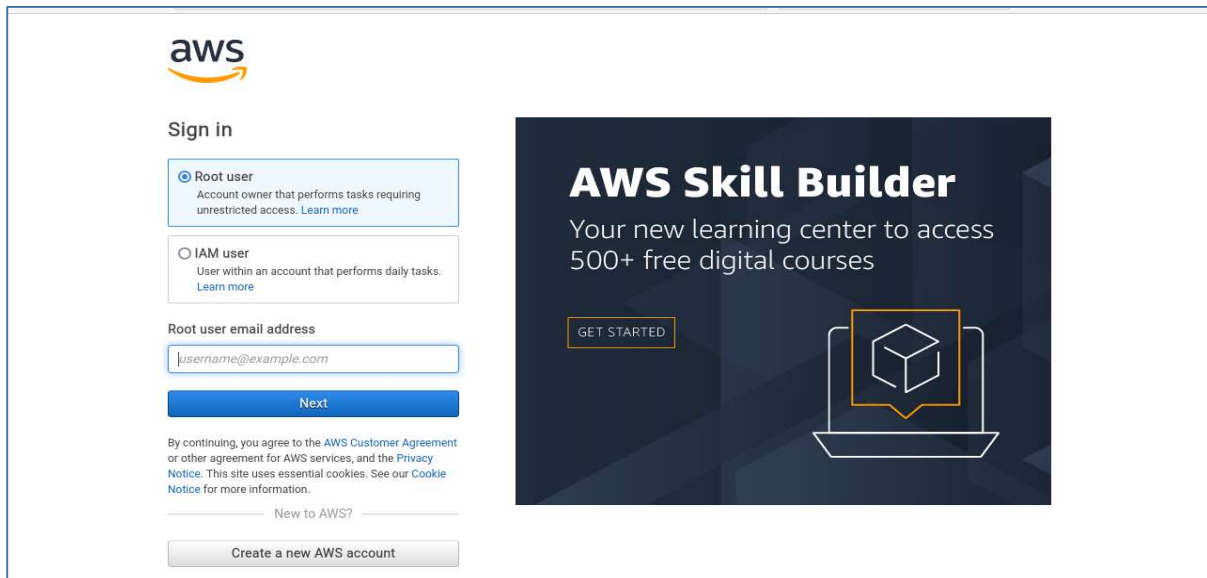 aws
Sign in
Root user
Account owner that performs tasks requiring
unrestricted access. Learn more
IAM user
User within an account that performs daily tasks.
Learn more
Root user email address
username@example.com
Next
By continuing, you agree to the AWS Customer Agreement
or other agreement for AWS services, and the Privacy
Notice. This site uses essential cookies. See our Cookie
Notice for more information.
New to AWS?
Create a new AWS account
AWS Skill Builder
Your new learning center to access
500+ free digital courses
GET STARTED